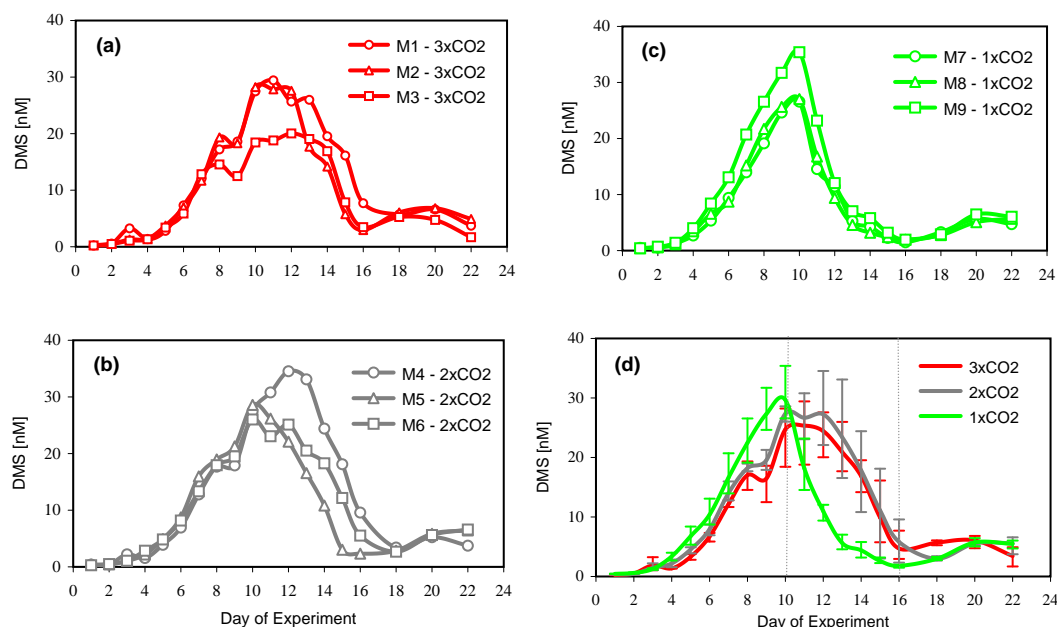 (a)
M1 - 3xCO2
M2 - 3xCO2
M3 - 3xCO2
DMS [nM]
40
30
20
10
0
0 2 4 6 8 10 12 14 16 18 20 22 24
(c)
M7 - 1xCO2
M8 - 1xCO2
M9 - 1xCO2
DMS [nM]
40
30
20
10
0
0 2 4 6 8 10 12 14 16 18 20 22 24
(b)
M4 - 2xCO2
M5 - 2xCO2
M6 - 2xCO2
DMS [nM]
40
30
20
10
0
0 2 4 6 8 10 12 14 16 18 20 22 24
Day of Experiment
(d)
3xCO2
2xCO2
1xCO2
DMS [nM]
40
30
20
10
0
0 2 4 6 8 10 12 14 16 18 20 22 24
Day of Experiment